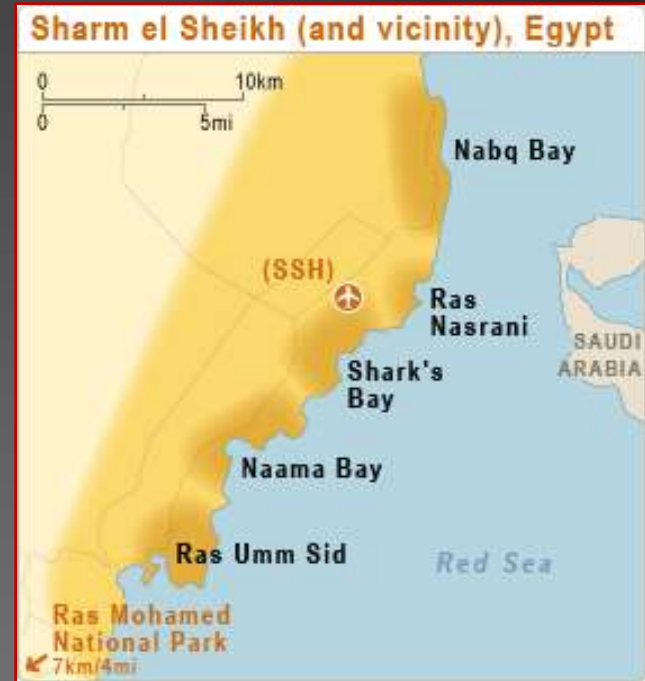 Sharm el Sheikh (and vicinity), Egypt
0 10km
0 5mi
Nabq Bay
(SSH)
Ras
Nasrani
SAUDI
ARABIA
Shark's
Bay
Naama Bay
Ras Umm Sid
Red Sea
Ras Mohamed
National Park
7km/4mi